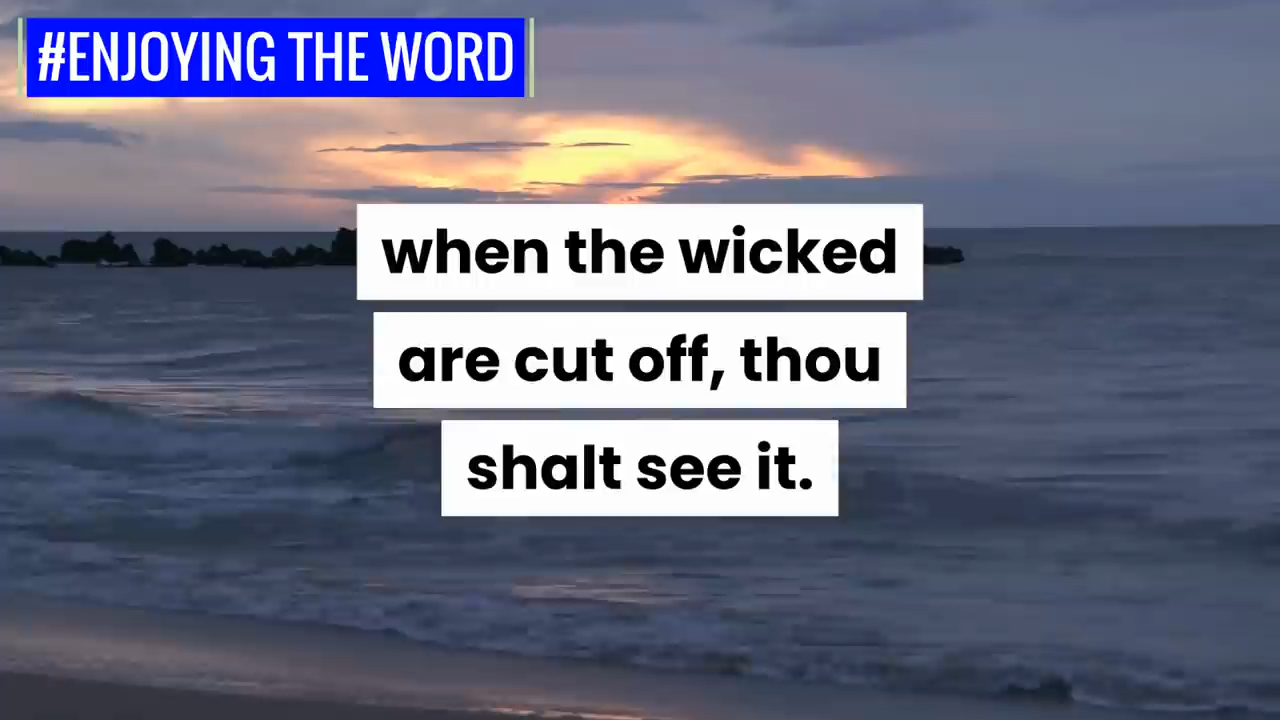 #ENJOYING THE WORD
when the wicked
are cut off, thou
shalt see it.